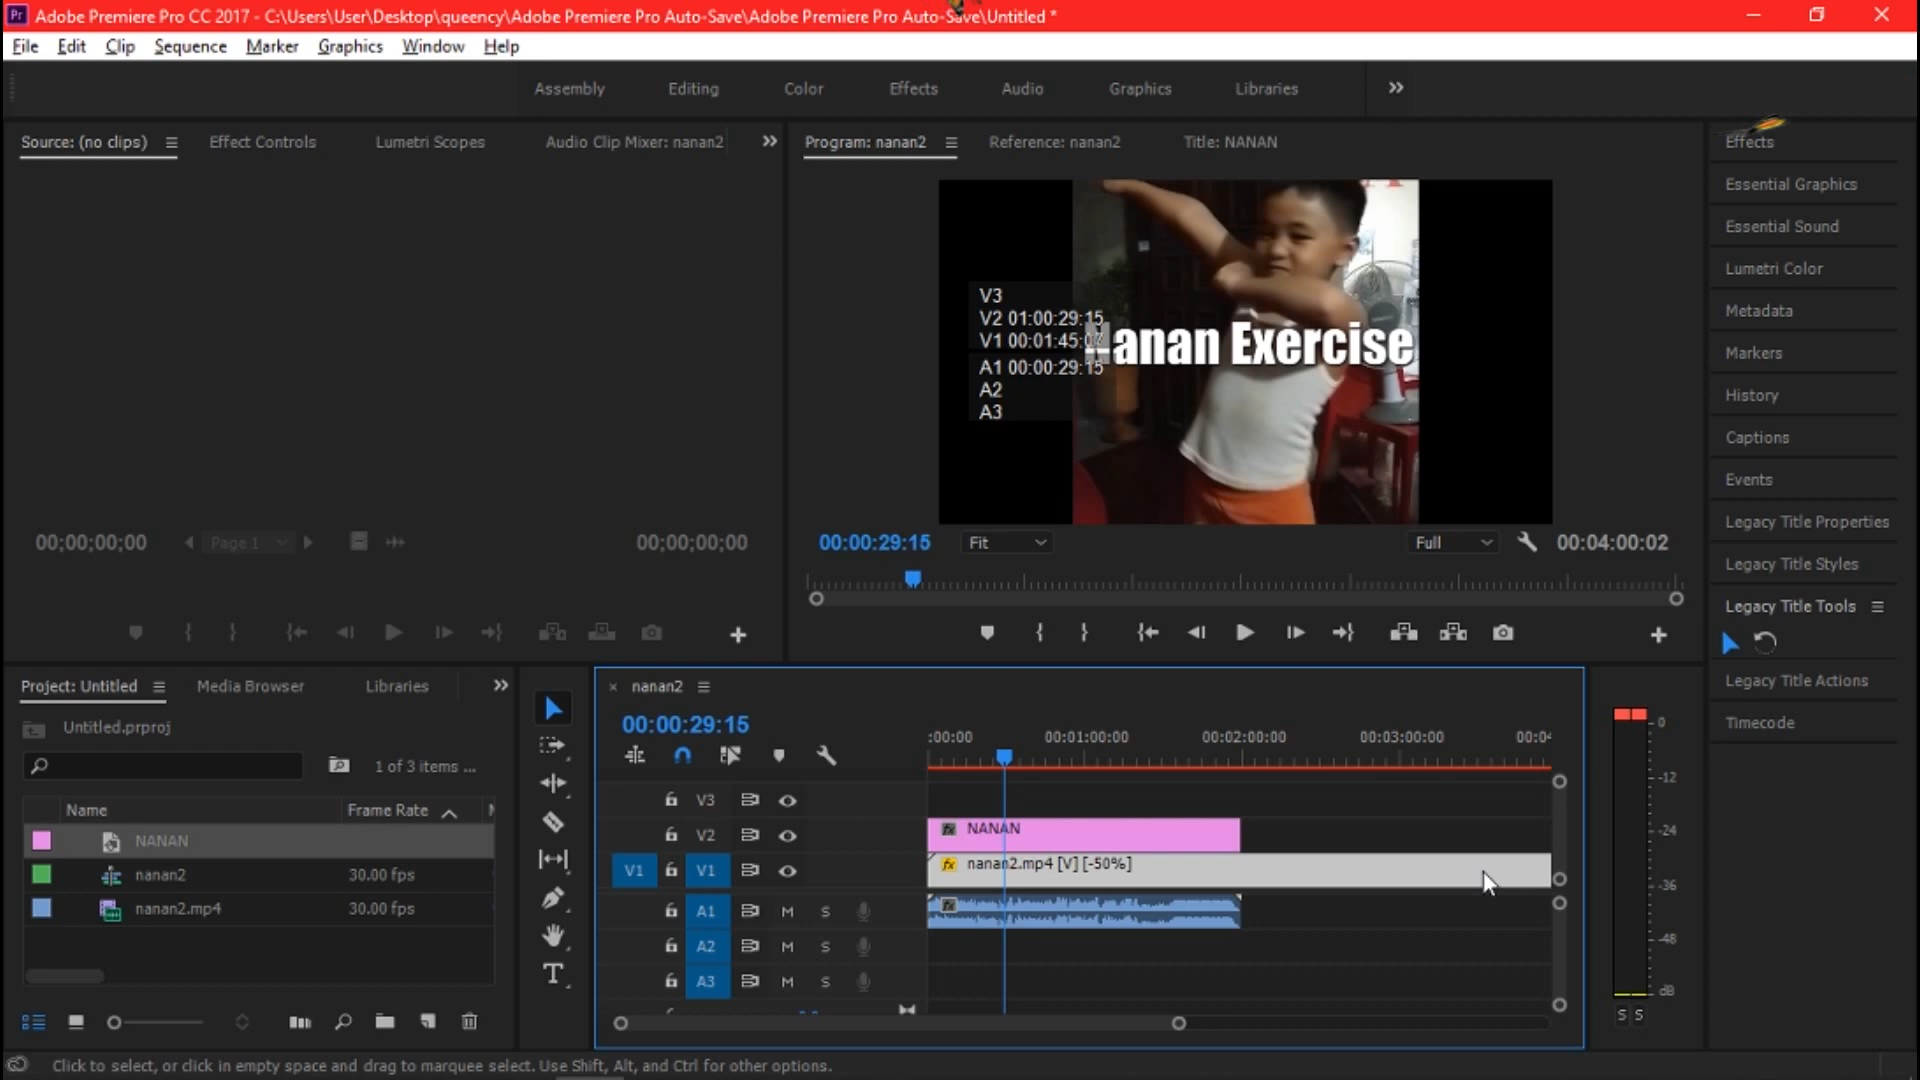 Adobe Premiere Pro CC 2017 - C:\Users\User\Desktop\queency\Adobe Premiere Pro Auto-Save\Adobe Premiere Pro Auto-Save\Untitled *
File Edit Clip Sequence Marker Graphics Window Help
Assembly Editing Color Effects Audio Graphics Libraries
Source: (no clips) Effect Controls Lumetri Scopes Audio Clip Mixer: nanan2
Program: nanan2 Reference: nanan2 Title: NANAN
V3
V2 01:00:29:15
V1 00:01:45:07
A1 00:00:29:15
A2
A3
Nanan Exercise
00;00;00;00 Page 1 00;00;00;00
00:00:29:15 Fit Full 00:04:00:02
Effects
Essential Graphics
Essential Sound
Lumetri Color
Metadata
Markers
History
Captions
Events
Legacy Title Properties
Legacy Title Styles
Legacy Title Tools
Legacy Title Actions
Timecode
Project: Untitled Media Browser Libraries
Untitled.prproj
1 of 3 items ...
Name Frame Rate
NANAN
nanan2 30.00 fps
nanan2.mp4 30.00 fps
nanan2
00:00:29:15
:00:00 00:01:00:00 00:02:00:00 00:03:00:00 00:04
V3
V2 NANAN
V1 V1 nanan2.mp4 [V] [-50%]
A1 M S
A2 M S
A3 M S
0
-12
-24
-36
-48
dB
S S
Click to select, or click in empty space and drag to marquee select. Use Shift, Alt, and Ctrl for other options.